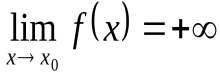 lim f(x) = +∞
x→ x₀